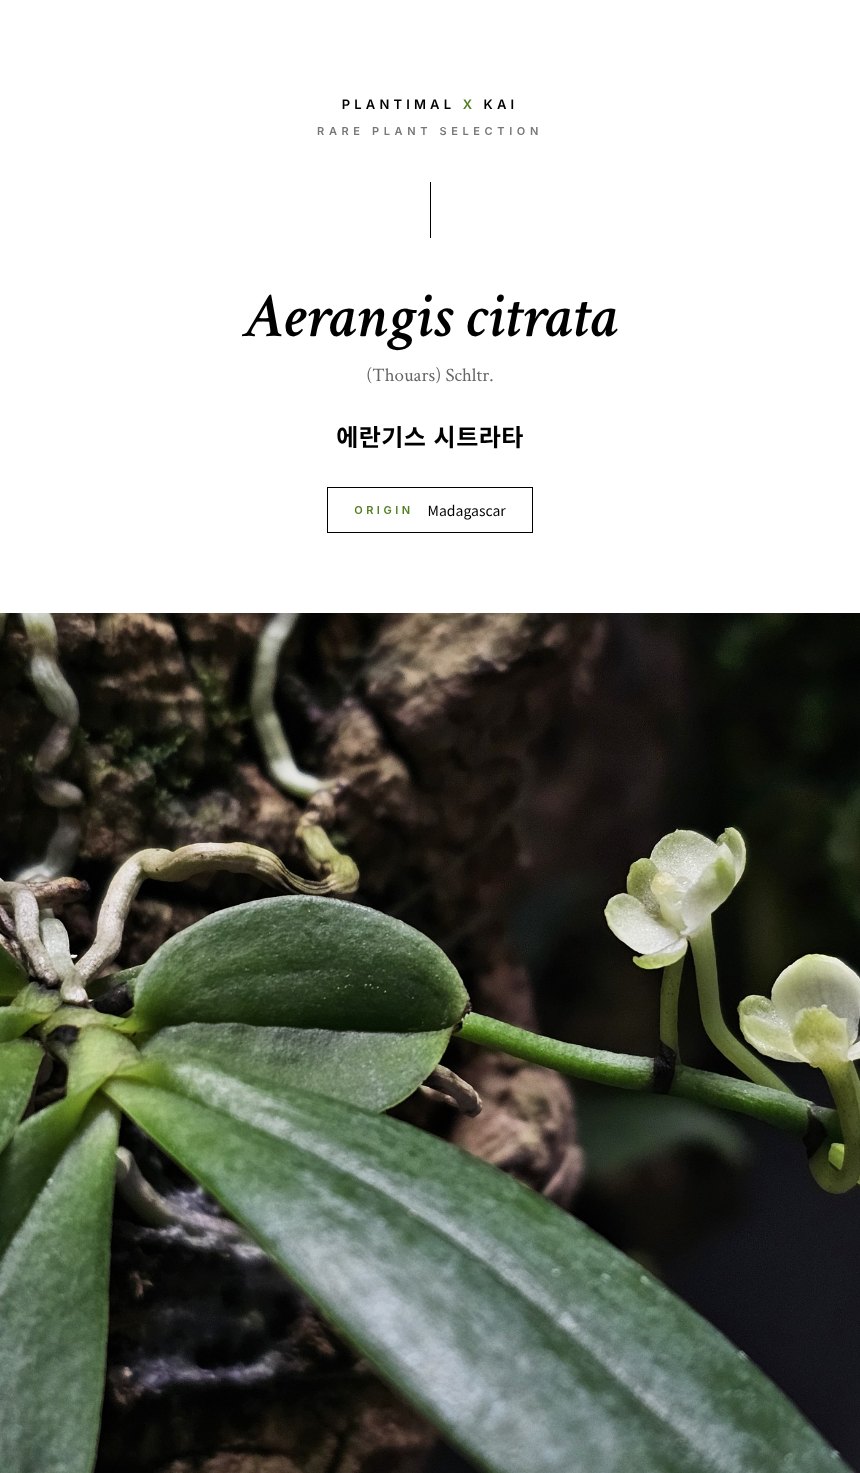 PLANTIMAL X KAI
RARE PLANT SELECTION
Aerangis citrata
(Thouars) Schltr.
에란기스 시트라타
ORIGIN Madagascar